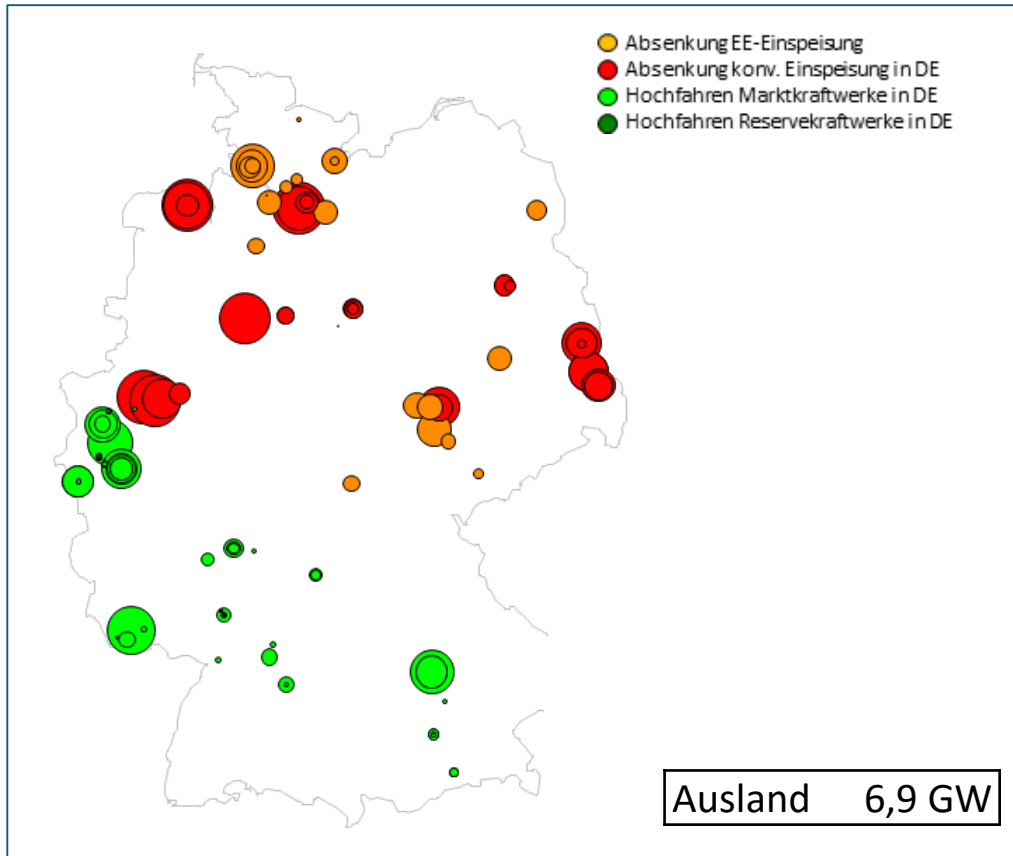 Absenkung EE-Einspeisung
Absenkung konv. Einspeisung in DE
Hochfahren Marktkraftwerke in DE
Hochfahren Reservekraftwerke in DE
Ausland 6,9 GW